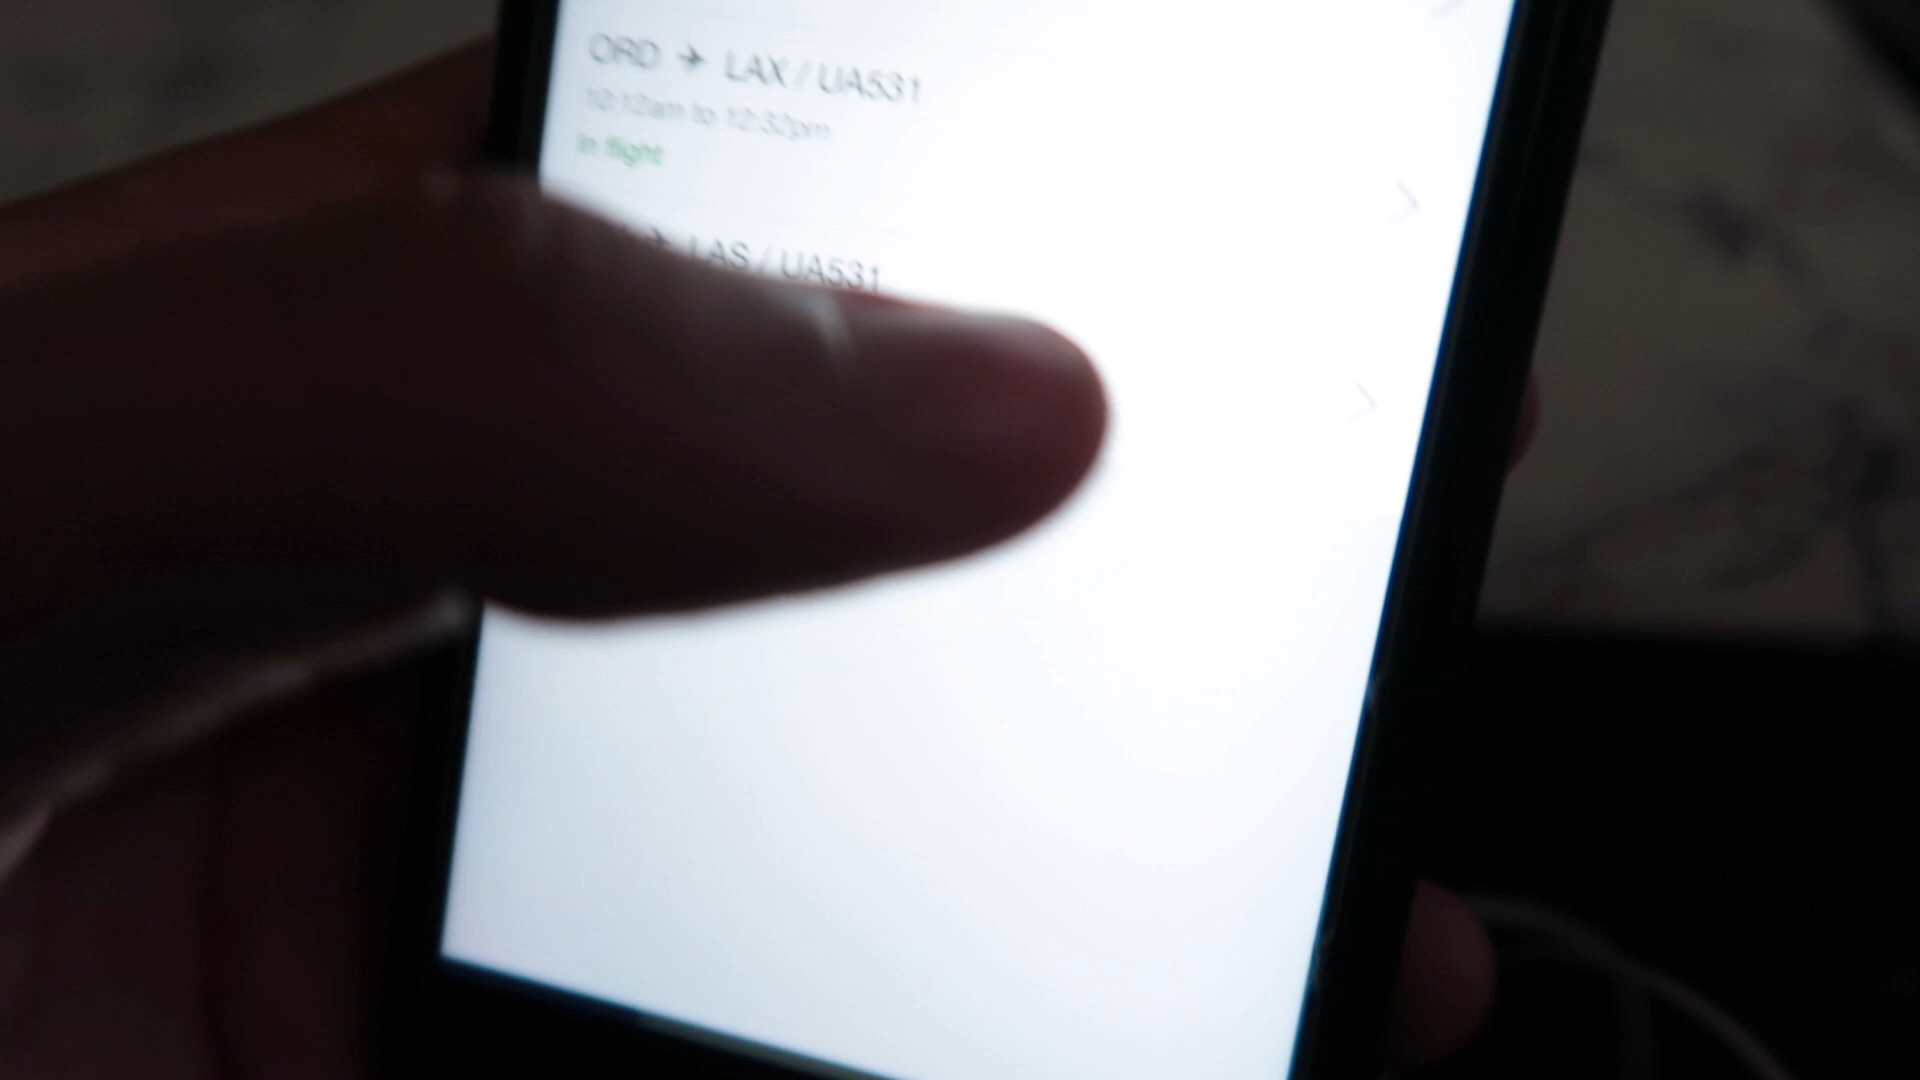 ORD ✈ LAX / UA531
10:12am to 12:32pm
In flight
✈ LAS / UA531